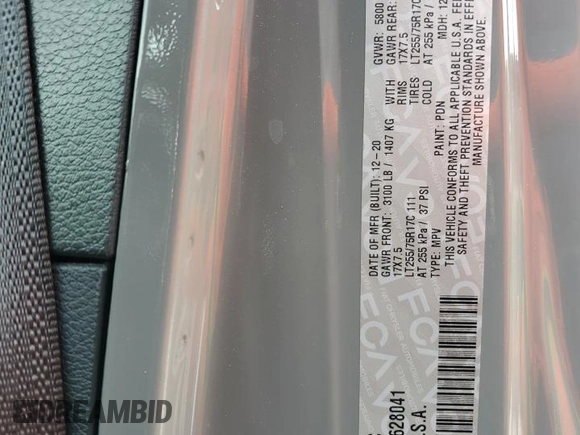 GVWR: 5800
DATE OF MFR (BUILT): 12-20
GAWR FRONT: 3100 LB / 1407 KG WITH GAWR REAR:
17X7.5 RIMS 17X7.5
LT255/75R17C 111 TIRES LT255/75R17C
AT 255 kPa / 37 PSI COLD AT 255 kPa /
TYPE: MPV PAINT: PDN MDH: 12
THIS VEHICLE CONFORMS TO ALL APPLICABLE U.S.A. FE
SAFETY AND THEFT PREVENTION STANDARDS IN EFFE
MANUFACTURE SHOWN ABOVE.
628041
.S.A.
DREAMBID